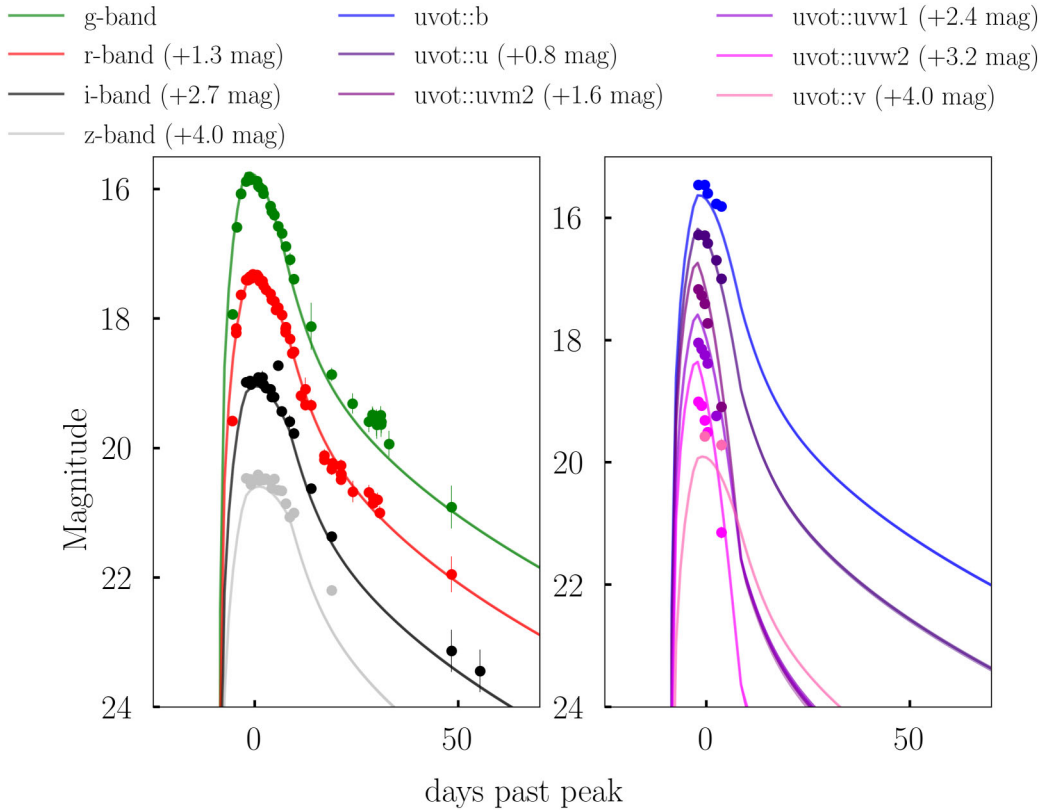 g-band
r-band (+1.3 mag)
i-band (+2.7 mag)
z-band (+4.0 mag)
uvot::b
uvot::u (+0.8 mag)
uvot::uvm2 (+1.6 mag)
uvot::uvw1 (+2.4 mag)
uvot::uvw2 (+3.2 mag)
uvot::v (+4.0 mag)
Magnitude
16
18
20
22
24
0
50
16
18
20
22
24
0
50
days past peak